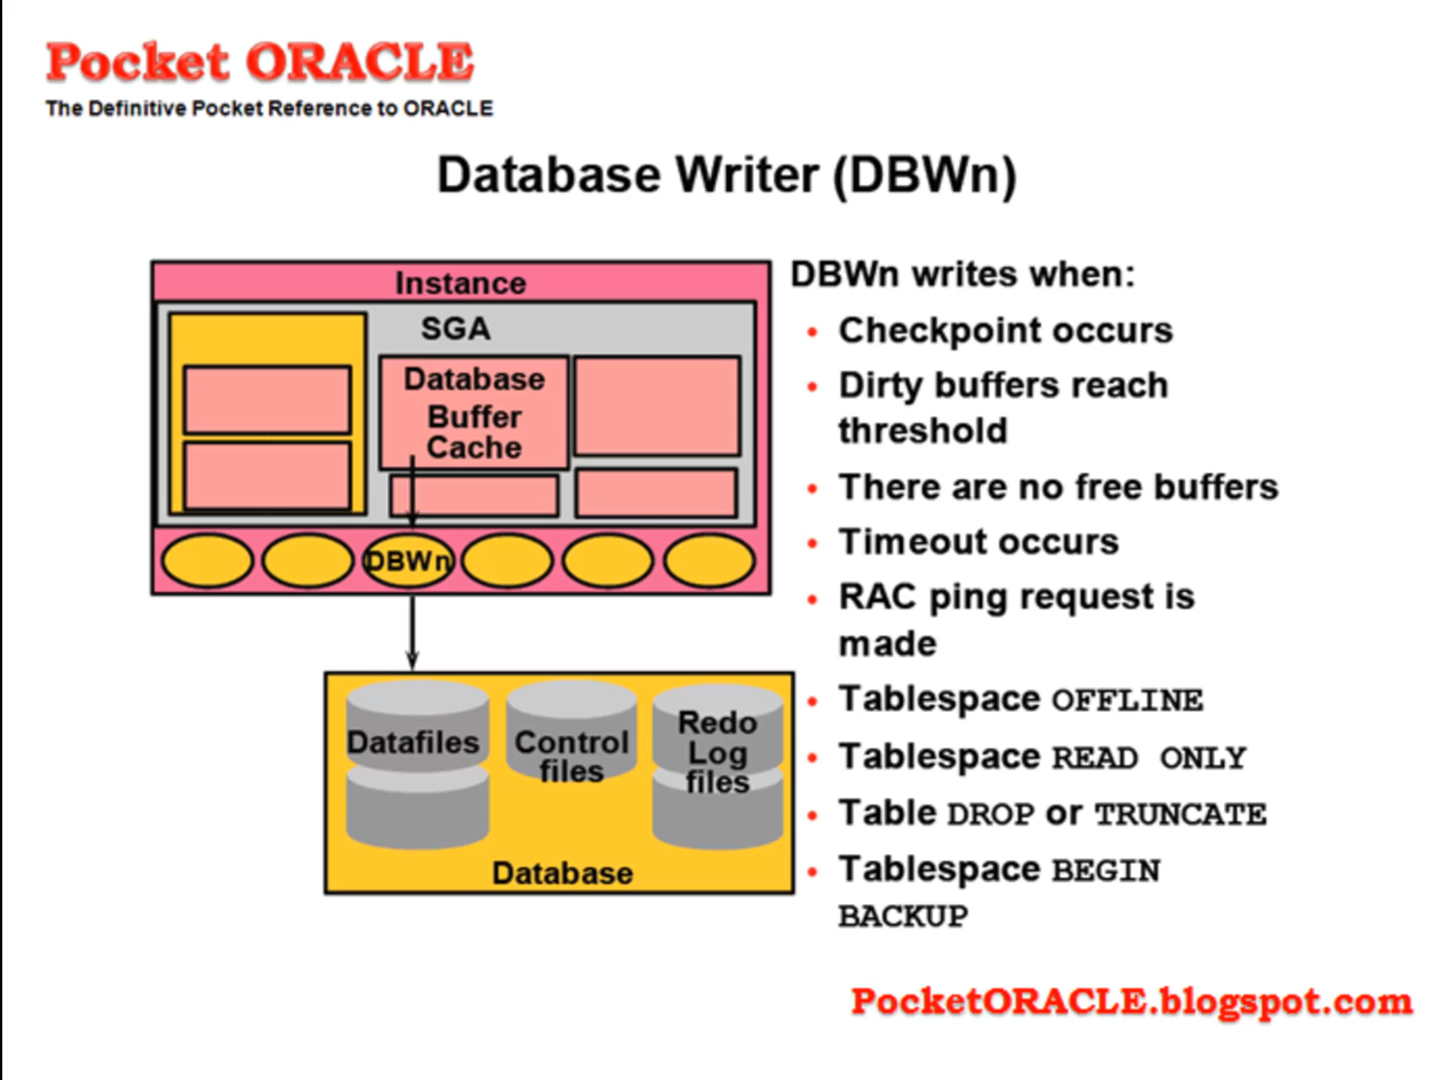 Pocket ORACLE
The Definitive Pocket Reference to ORACLE
Database Writer (DBWn)
Instance
SGA
Database
Buffer
Cache
DBWn
Datafiles
Control
files
Redo
Log
files
Database
DBWn writes when:
• Checkpoint occurs
• Dirty buffers reach
threshold
• There are no free buffers
• Timeout occurs
• RAC ping request is
made
• Tablespace OFFLINE
• Tablespace READ ONLY
• Table DROP or TRUNCATE
• Tablespace BEGIN
BACKUP
PocketORACLE.blogspot.com